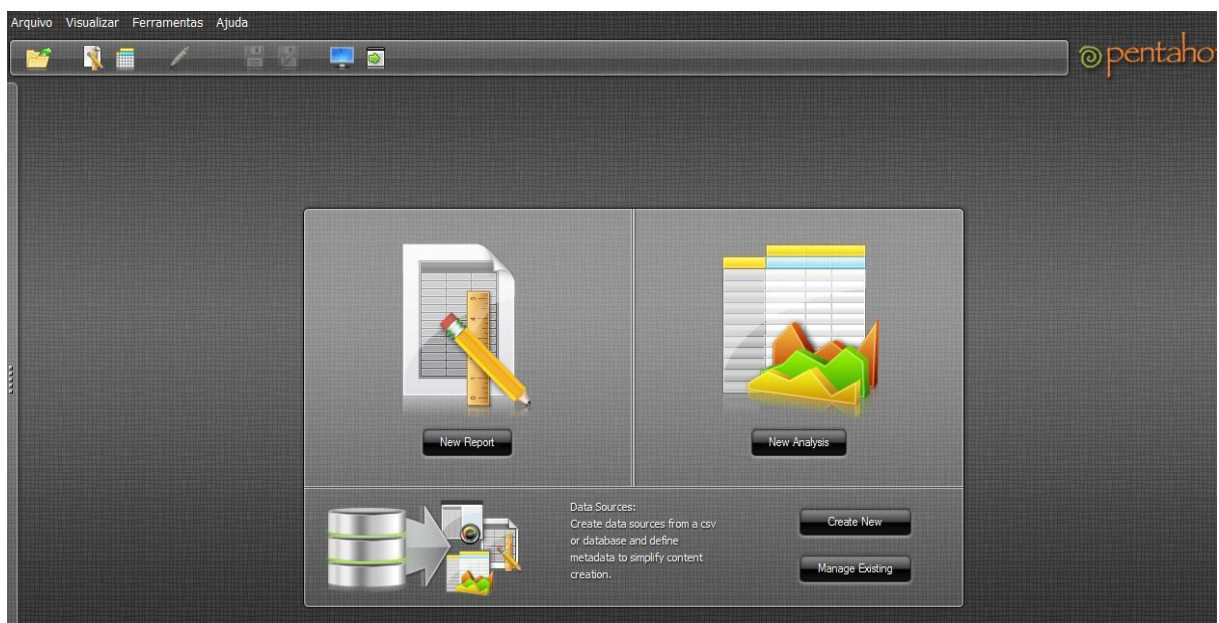 Arquivo Visualizar Ferramentas Ajuda
pentaho
New Report
New Analysis
Data Sources:
Create data sources from a csv
or database and define
metadata to simplify content
creation.
Create New
Manage Existing